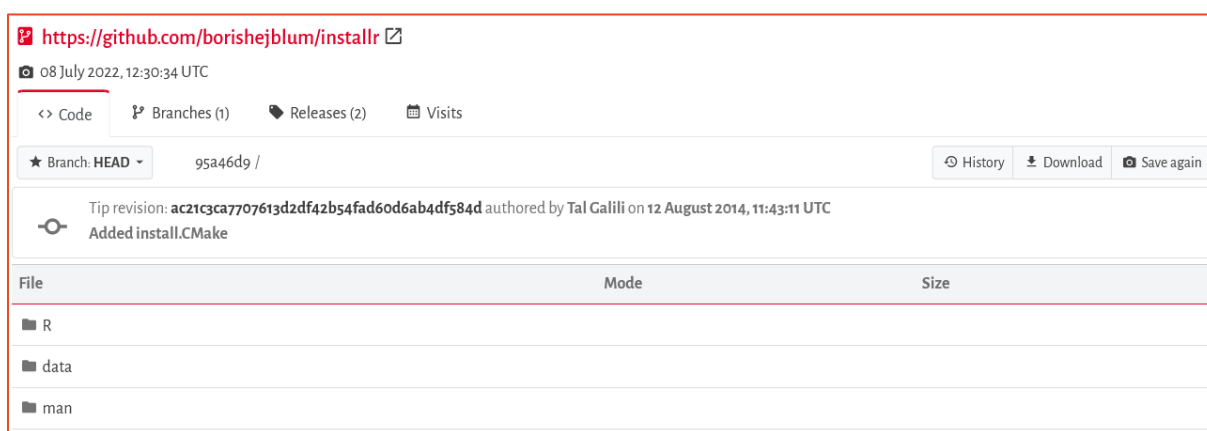 https://github.com/borishejblum/installr
08 July 2022, 12:30:34 UTC
<> Code Branches (1) Releases (2) Visits
Branch: HEAD 95a46d9 / History Download Save again
Tip revision: ac21c3ca7707613d2df42b54fad60d6ab4df584d authored by Tal Galili on 12 August 2014, 11:43:11 UTC
Added install.CMake
File Mode Size
R
data
man